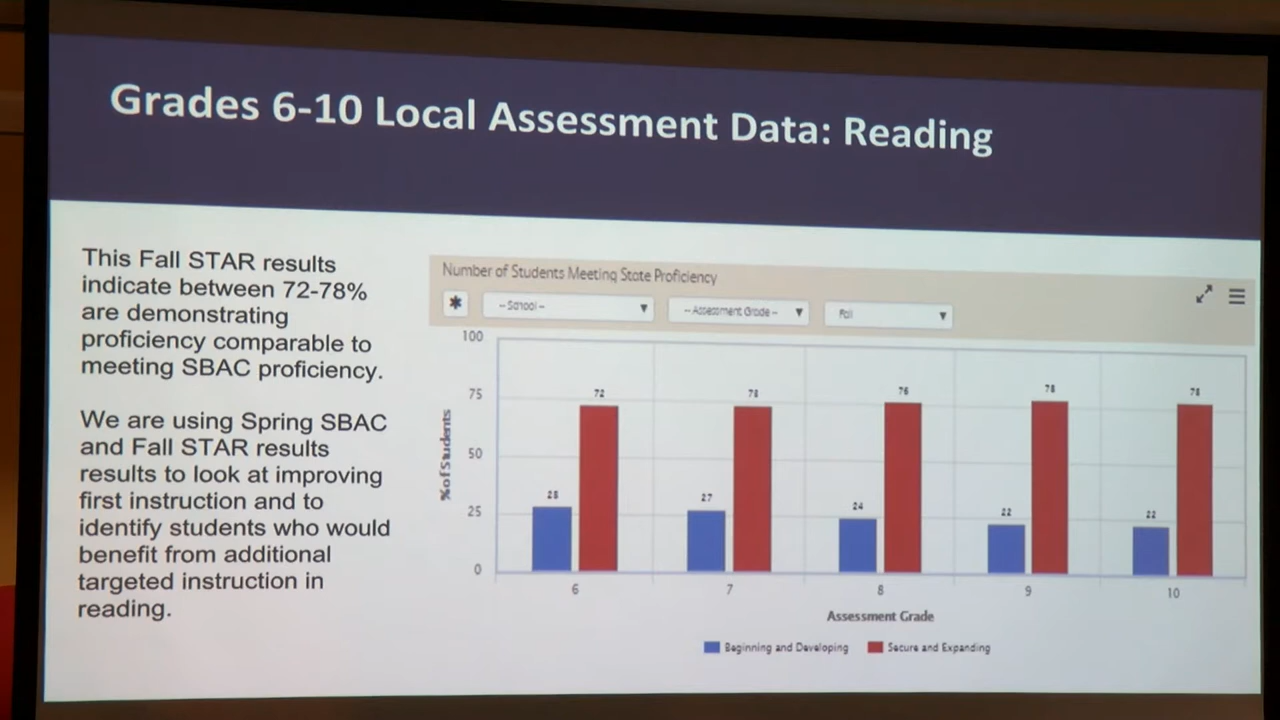 Grades 6-10 Local Assessment Data: Reading
This Fall STAR results
indicate between 72-78%
are demonstrating
proficiency comparable to
meeting SBAC proficiency.
We are using Spring SBAC
and Fall STAR results
results to look at improving
first instruction and to
identify students who would
benefit from additional
targeted instruction in
reading.
Number of Students Meeting State Proficiency
✱ -- School -- ▼ -- Assessment Grade -- ▼ Fall ▼
% of Students
100
75
50
25
0
72 76 78
27 24 22 22
6 7 8 9 10
Assessment Grade
Beginning and Developing Secure and Expanding